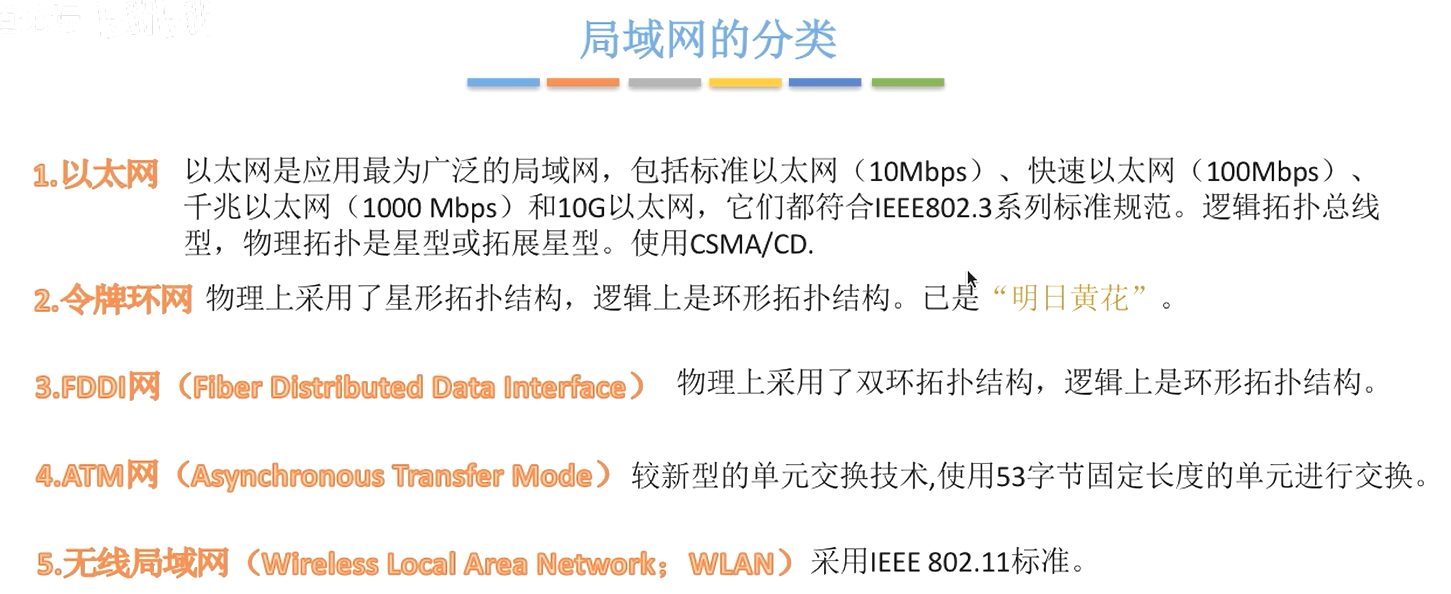 局域网的分类
1.以太网 以太网是应用最为广泛的局域网，包括标准以太网（10Mbps）、快速以太网（100Mbps）、
千兆以太网（1000 Mbps）和10G以太网，它们都符合IEEE802.3系列标准规范。逻辑拓扑总线
型，物理拓扑是星型或拓展星型。使用CSMA/CD.
2.令牌环网 物理上采用了星形拓扑结构，逻辑上是环形拓扑结构。已是“明日黄花”。
3.FDDI网（Fiber Distributed Data Interface） 物理上采用了双环拓扑结构，逻辑上是环形拓扑结构。
4.ATM网（Asynchronous Transfer Mode） 较新型的单元交换技术,使用53字节固定长度的单元进行交换。
5.无线局域网（Wireless Local Area Network；WLAN） 采用IEEE 802.11标准。